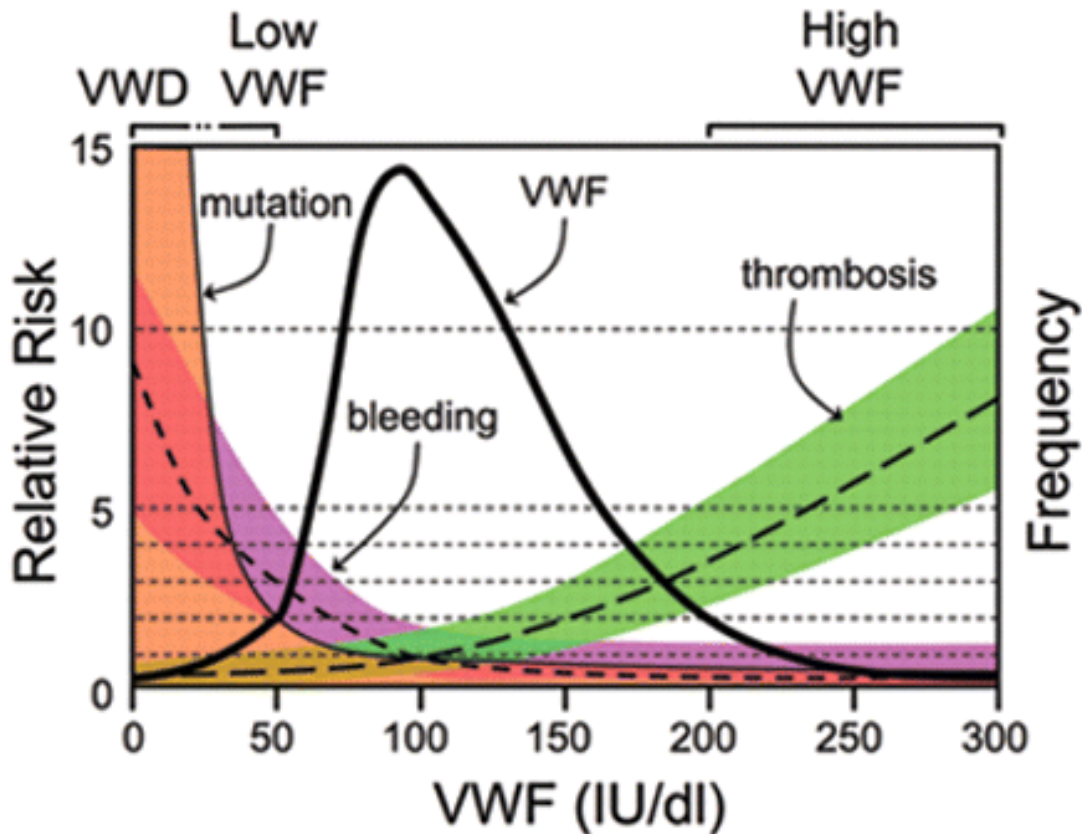 Low
VWD VWF
High
VWF
15
10
5
0
Relative Risk
mutation
VWF
bleeding
thrombosis
Frequency
0 50 100 150 200 250 300
VWF (IU/dl)